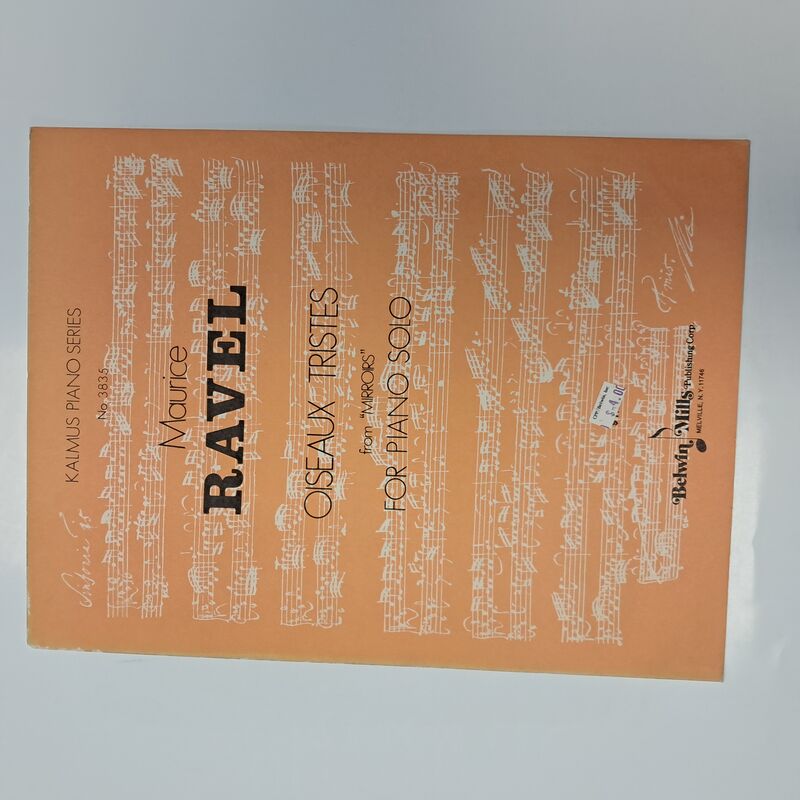 KALMUS PIANO SERIES
No. 3835
Maurice
RAVEL
OISEAUX TRISTES
from "MIRROIRS"
FOR PIANO SOLO
Belwin Mills
Publishing Corp.
MELVILLE, N.Y. 11746